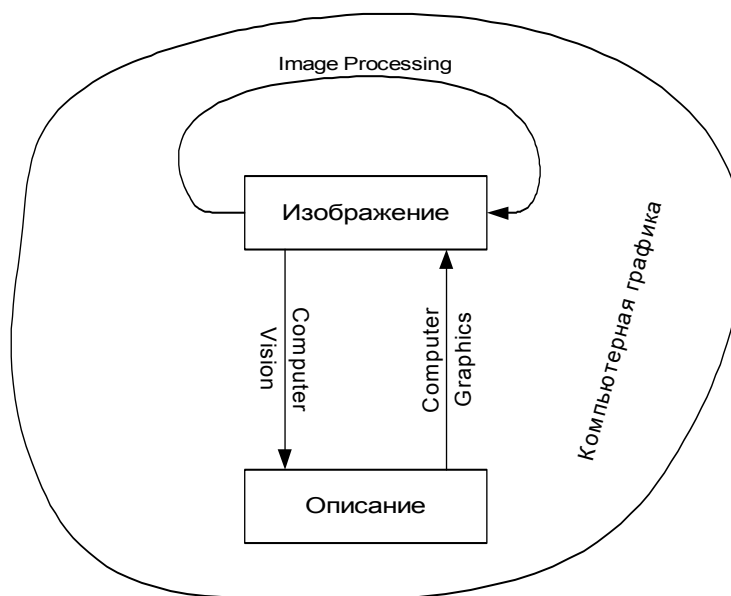 Image Processing
Изображение
Computer
Vision
Computer
Graphics
Компьютерная графика
Описание